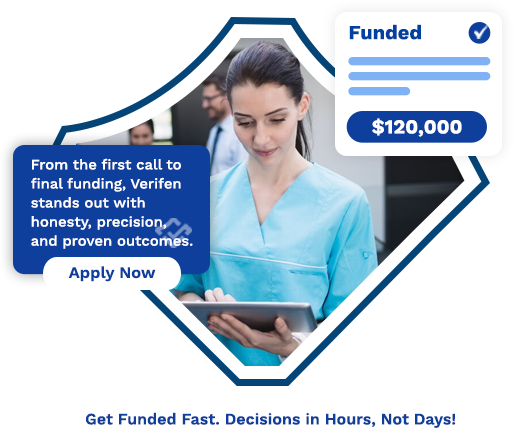 Funded
$120,000
From the first call to
final funding, Verifen
stands out with
honesty, precision,
and proven outcomes.
Apply Now
Get Funded Fast. Decisions in Hours, Not Days!